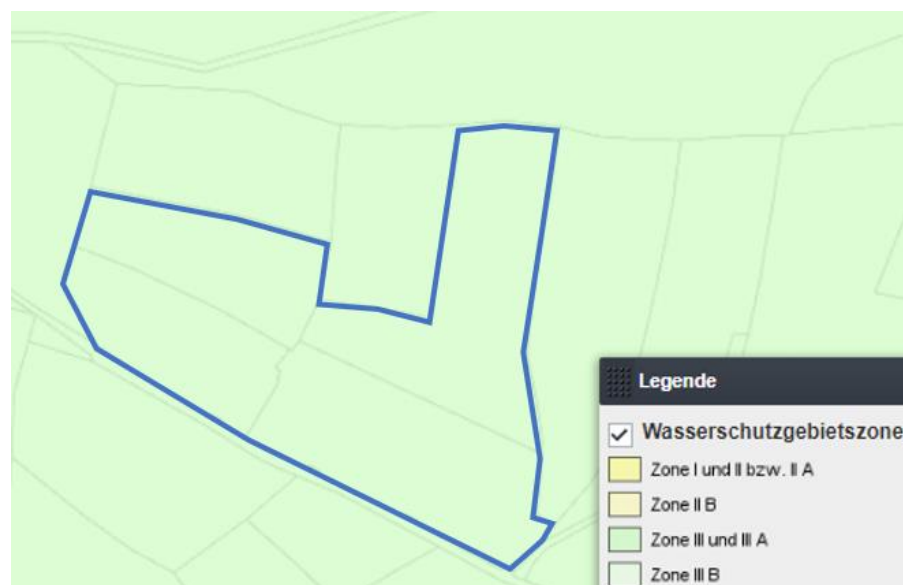 Legende
Wasserschutzgebietszone
Zone I und II bzw. II A
Zone II B
Zone III und III A
Zone III B